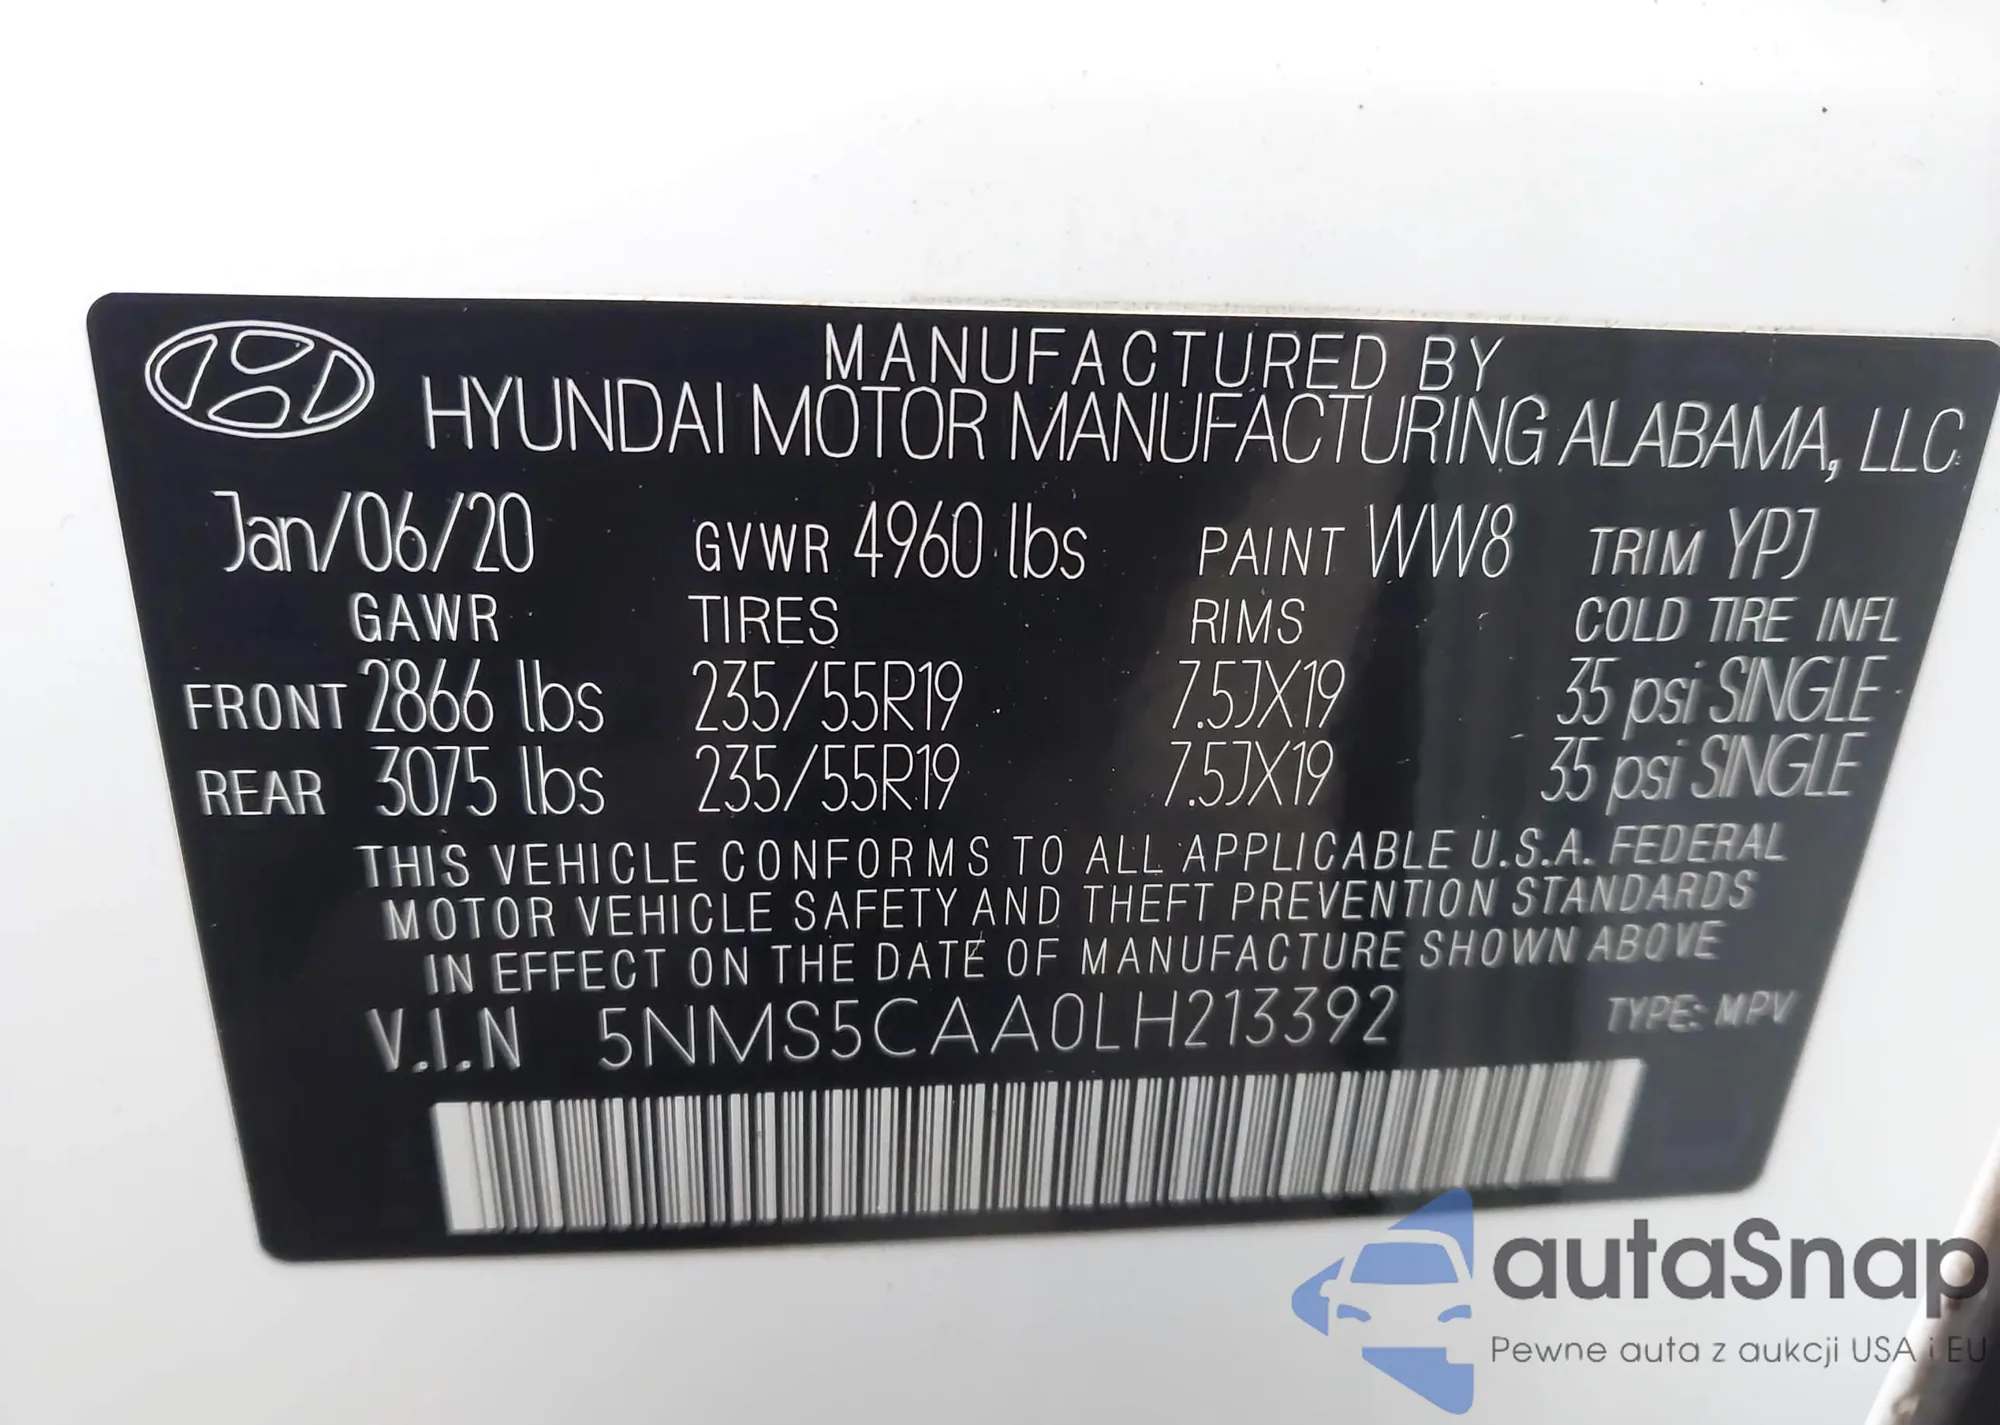 MANUFACTURED BY
HYUNDAI MOTOR MANUFACTURING ALABAMA, LLC
Jan/06/20 GVWR 4960 lbs PAINT WW8 TRIM YPJ
GAWR TIRES RIMS COLD TIRE INFL
FRONT 2866 lbs 235/55R19 7.5JX19 35 psi SINGLE
REAR 3075 lbs 235/55R19 7.5JX19 35 psi SINGLE
THIS VEHICLE CONFORMS TO ALL APPLICABLE U.S.A. FEDERAL
MOTOR VEHICLE SAFETY AND THEFT PREVENTION STANDARDS
IN EFFECT ON THE DATE OF MANUFACTURE SHOWN ABOVE
V.I.N 5NMS5CAA0LH213392 TYPE: MPV
autaSnap
Pewne auta z aukcji USA i EU